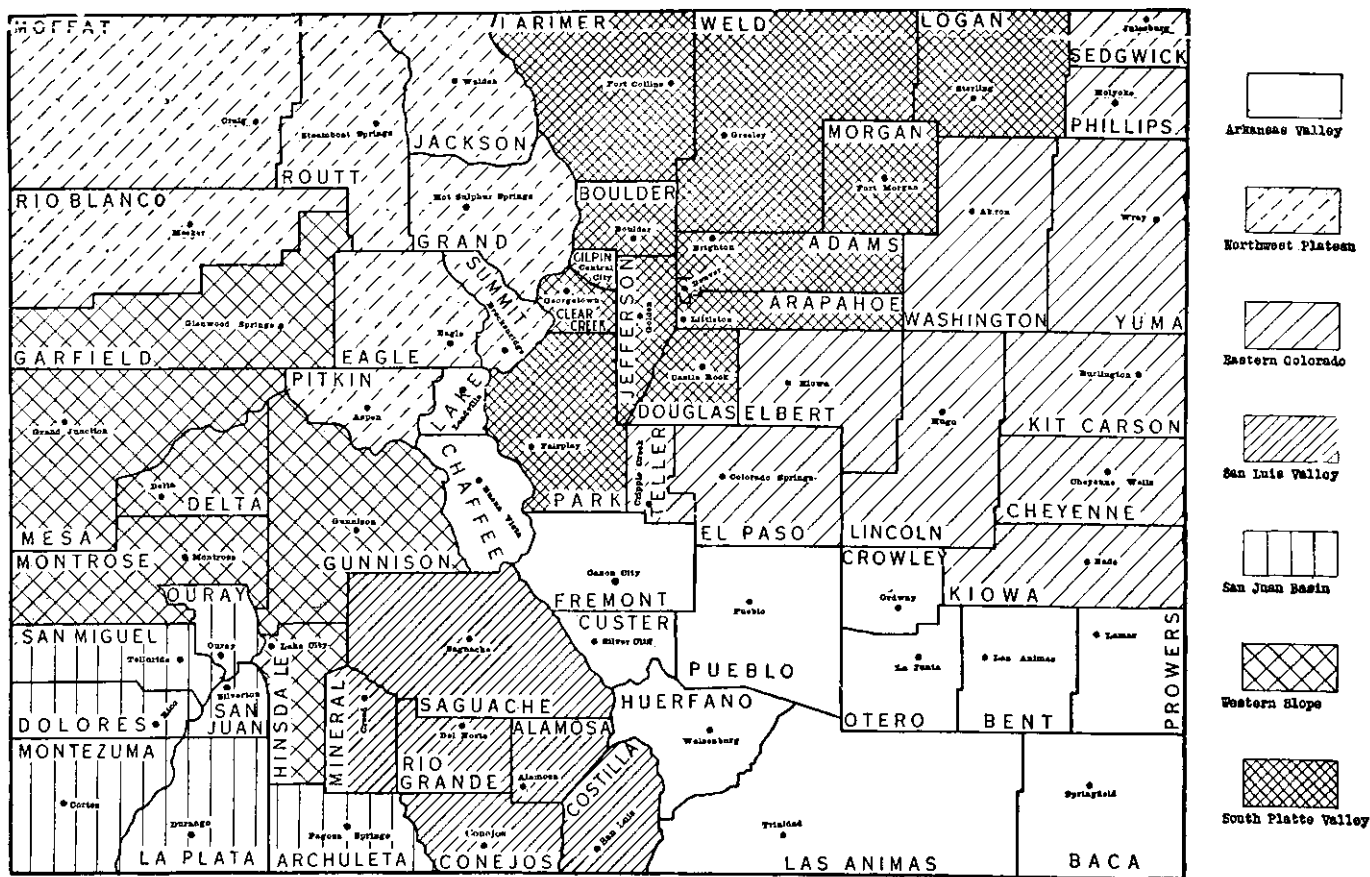 MOFFAT
Craig
Steamboat Springs
ROUTT
Walden
JACKSON
LARIMER
Fort Collins
WELD
Greeley
LOGAN
Sterling
Julesburg
SEDGWICK
Holyoke
PHILLIPS
MORGAN
Fort Morgan
RIO BLANCO
Meeker
Hot Sulphur Springs
GRAND
BOULDER
Boulder
GILPIN
Central
City
Georgetown
CLEAR
CREEK
JEFFERSON
Golden
Brighton
ADAMS
Denver
ARAPAHOE
Littleton
Akron
WASHINGTON
Wray
YUMA
SUMMIT
Breckenridge
Glenwood Springs
GARFIELD
Eagle
EAGLE
PITKIN
Aspen
LAKE
Leadville
Castle Rock
DOUGLAS
Kiowa
ELBERT
Hugo
LINCOLN
Burlington
KIT CARSON
Grand Junction
MESA
Delta
DELTA
Fairplay
PARK
CHAFFEE
Buena Vista
Cripple Creek
TELLER
Colorado Springs
EL PASO
Cheyenne Wells
CHEYENNE
MONTROSE
Montrose
Gunnison
GUNNISON
OURAY
Ouray
Canon City
FREMONT
Pueblo
PUEBLO
CROWLEY
Ordway
Eads
KIOWA
SAN MIGUEL
Telluride
Lake City
HINSDALE
Saguache
SAGUACHE
CUSTER
Silver Cliff
La Junta
OTERO
Las Animas
BENT
Lamar
PROWERS
DOLORES
Rico
Silverton
SAN
JUAN
MINERAL
Creed
Del Norte
RIO
GRANDE
ALAMOSA
Alamosa
HUERFANO
Walsenburg
MONTEZUMA
Cortez
Durango
LA PLATA
Pagosa Springs
ARCHULETA
Conejos
CONEJOS
COSTILLA
San Luis
Trinidad
LAS ANIMAS
Springfield
BACA
Arkansas Valley
Northwest Plateau
Eastern Colorado
San Luis Valley
San Juan Basin
Western Slope
South Platte Valley